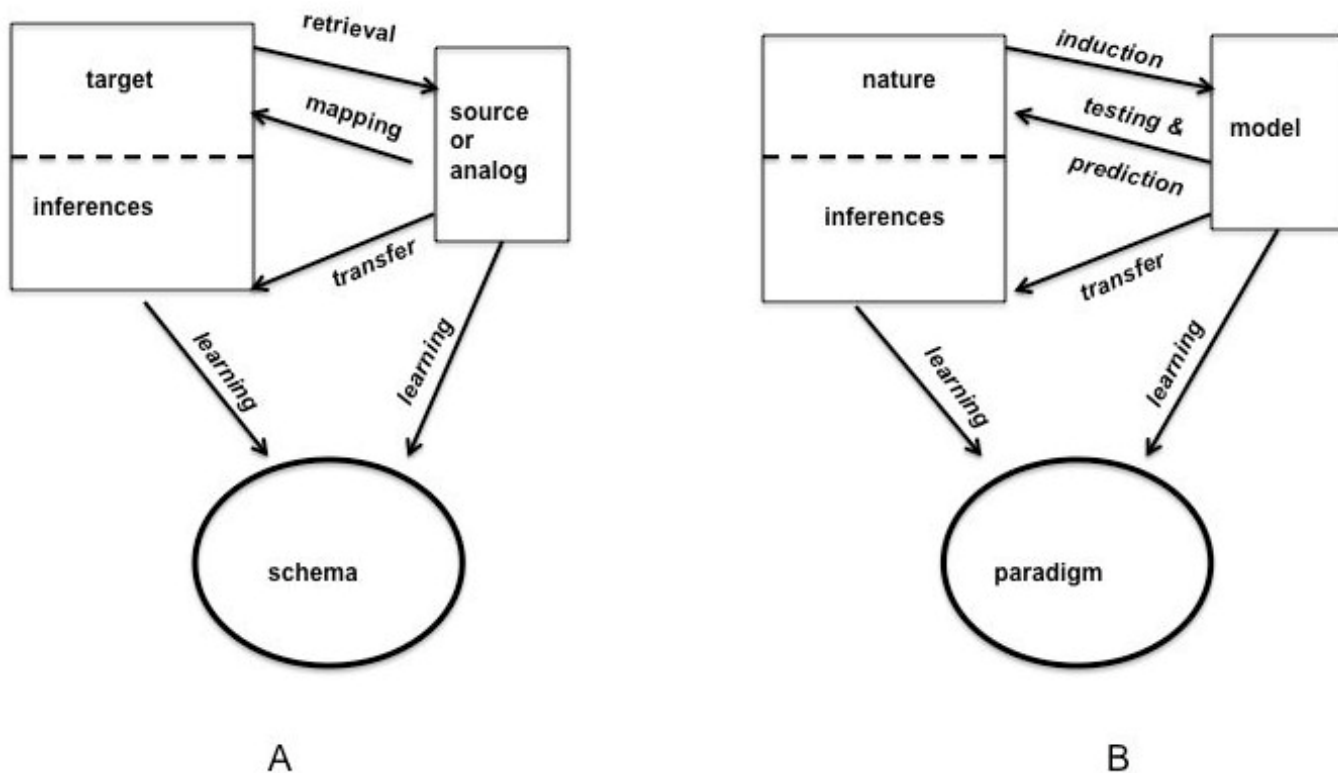 retrieval
target
mapping
source
or
analog
inferences
transfer
learning
learning
schema
A
induction
nature
testing &
model
prediction
inferences
transfer
learning
learning
paradigm
B